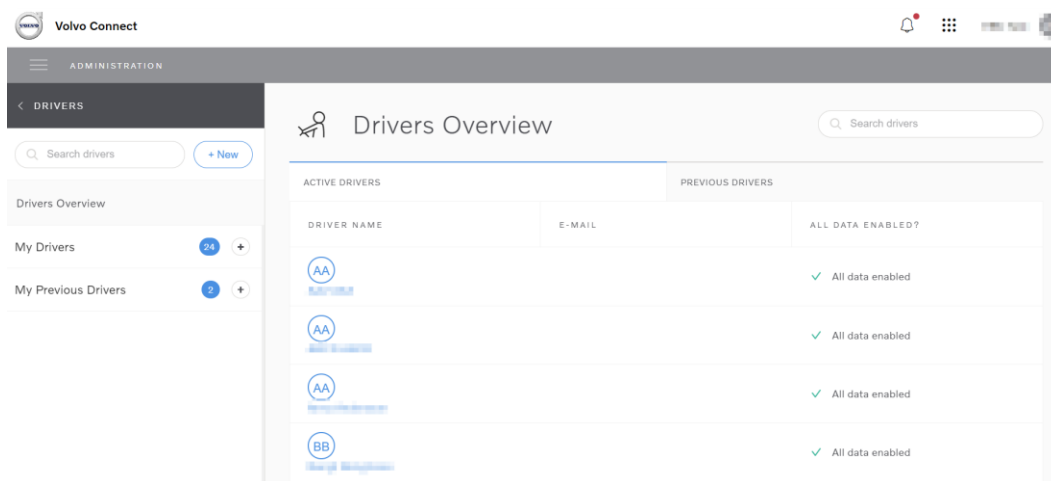 VOLVO
Volvo Connect
ADMINISTRATION
< DRIVERS
Search drivers
+ New
Drivers Overview
My Drivers 24 +
My Previous Drivers 2 +
Drivers Overview
Search drivers
ACTIVE DRIVERS PREVIOUS DRIVERS
DRIVER NAME E-MAIL ALL DATA ENABLED?
AA All data enabled
AA All data enabled
AA All data enabled
BB All data enabled